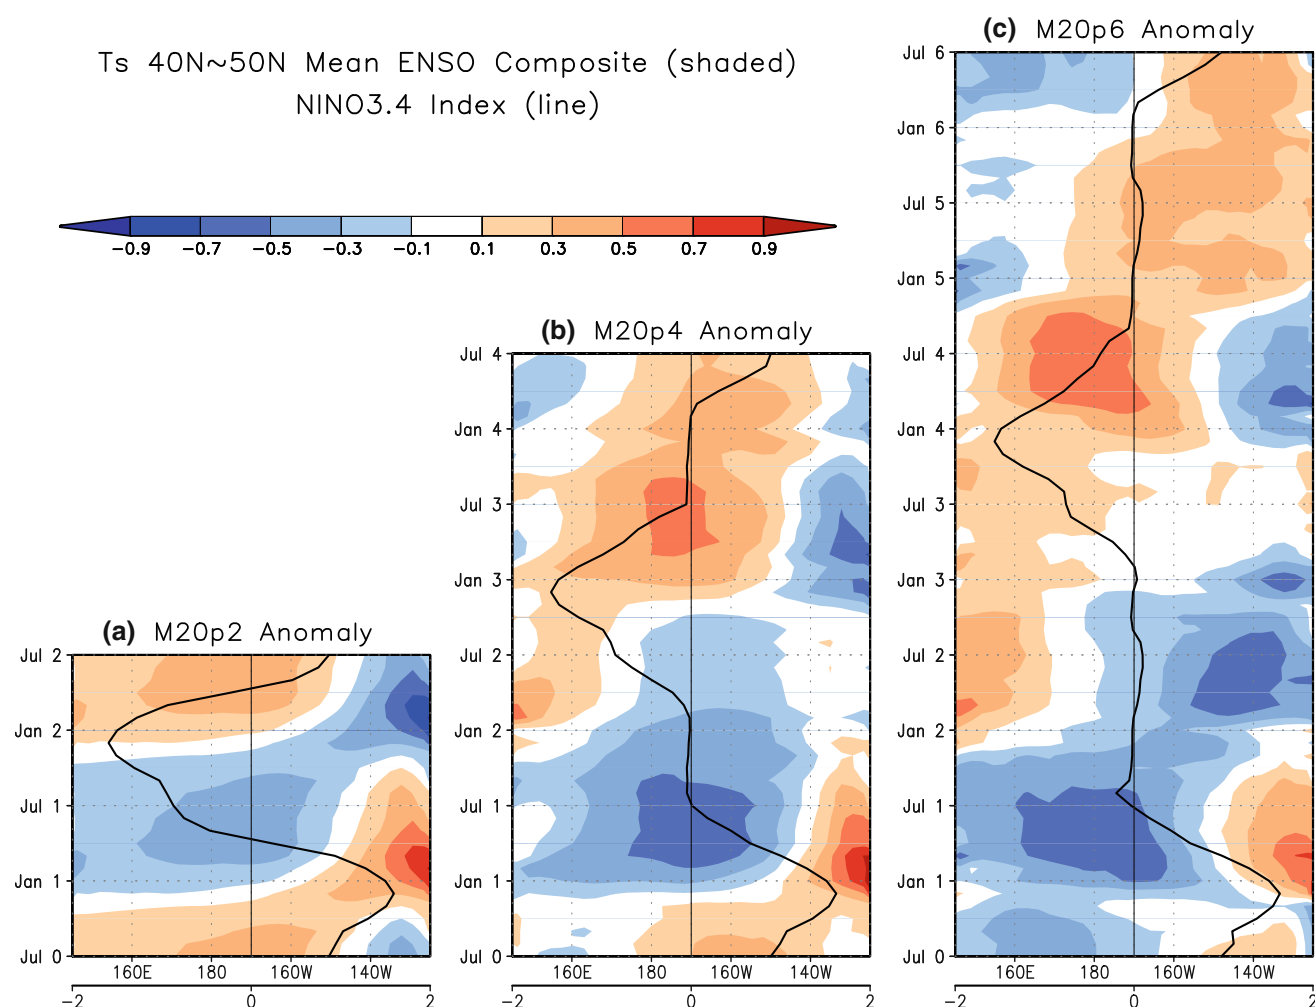 (c) M20p6 Anomaly
Ts 40N~50N Mean ENSO Composite (shaded)
NINO3.4 Index (line)
−0.9 −0.7 −0.5 −0.3 −0.1 0.1 0.3 0.5 0.7 0.9
Jul 6
Jan 6
Jul 5
Jan 5
Jul 4
Jan 4
Jul 3
Jan 3
Jul 2
Jan 2
Jul 1
Jan 1
Jul 0
160E 180 160W 140W
−2 0 2
(b) M20p4 Anomaly
Jul 4
Jan 4
Jul 3
Jan 3
Jul 2
Jan 2
Jul 1
Jan 1
Jul 0
160E 180 160W 140W
−2 0 2
(a) M20p2 Anomaly
Jul 2
Jan 2
Jul 1
Jan 1
Jul 0
160E 180 160W 140W
−2 0 2